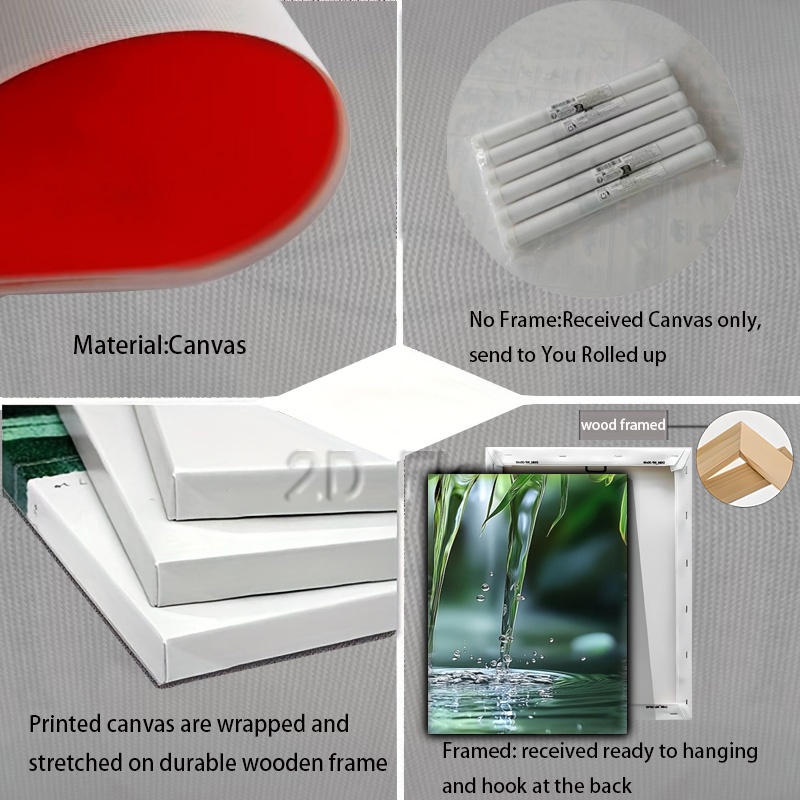 Material:Canvas
No Frame:Received Canvas only,
send to You Rolled up
2D
wood framed
Printed canvas are wrapped and
stretched on durable wooden frame
Framed: received ready to hanging
and hook at the back